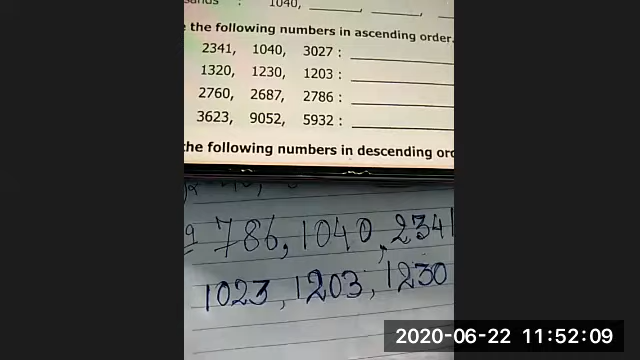 1040,
the following numbers in ascending order.
2341, 1040, 3027 :
1320, 1230, 1203 :
2760, 2687, 2786 :
3623, 9052, 5932 :
the following numbers in descending
786, 1040, 2341
1023, 1203, 1230
2020-06-22 11:52:09